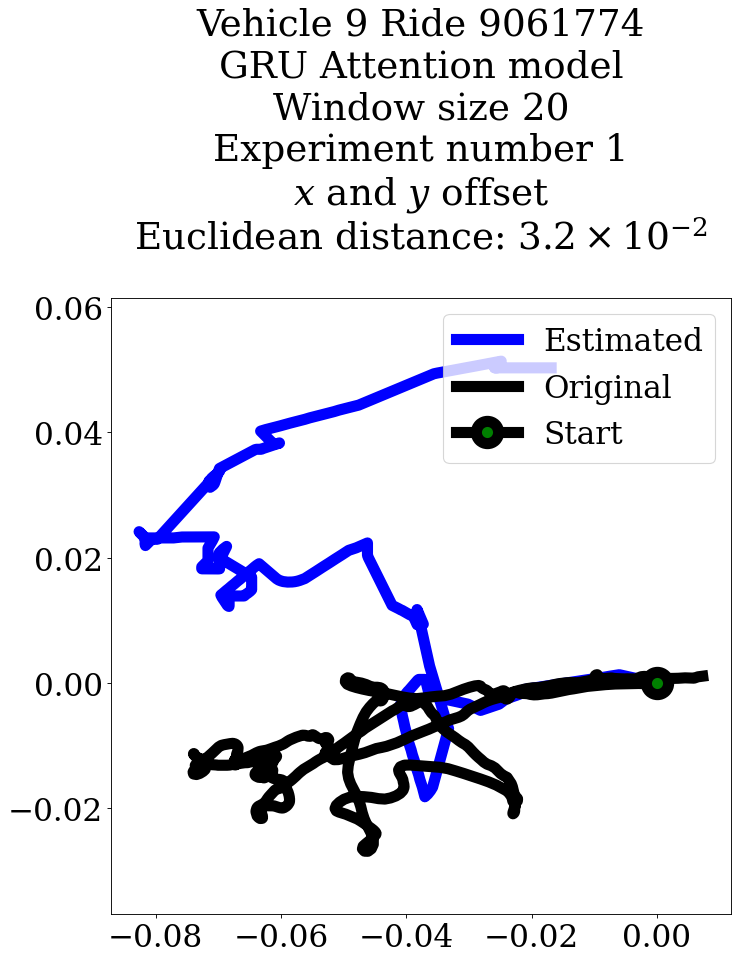 Vehicle 9 Ride 9061774
GRU Attention model
Window size 20
Experiment number 1
x and y offset
Euclidean distance: 3.2 × 10⁻²
0.06
0.04
0.02
0.00
−0.02
Estimated
Original
Start
−0.08 −0.06 −0.04 −0.02 0.00